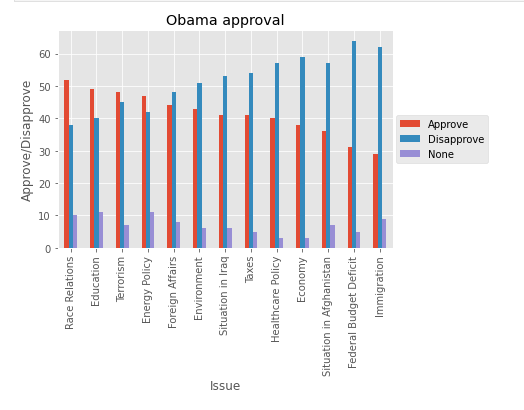 Obama approval
Approve/Disapprove
60
50
40
30
20
10
0
Race Relations
Education
Terrorism
Energy Policy
Foreign Affairs
Environment
Situation in Iraq
Taxes
Healthcare Policy
Economy
Situation in Afghanistan
Federal Budget Deficit
Immigration
Issue
Approve
Disapprove
None